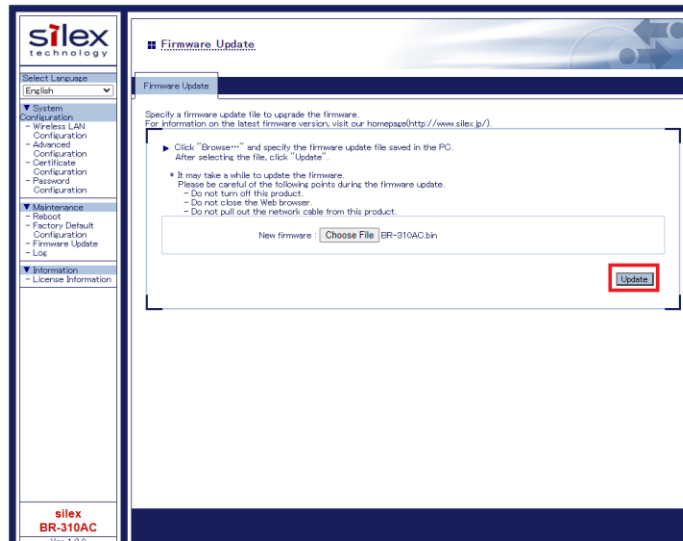 silex
technology
Select Language
English
▼ System
Configuration
- Wireless LAN
Configuration
- Advanced
Configuration
- Certificate
Configuration
- Password
Configuration
▼ Maintenance
- Reboot
- Factory Default
Configuration
- Firmware Update
- Log
▼ Information
- License Information
silex
BR-310AC
Firmware Update
Firmware Update
Specify a firmware update file to upgrade the firmware.
For information on the latest firmware version, visit our homepage(http://www.silex.jp/).
▶ Click "Browse…" and specify the firmware update file saved in the PC.
After selecting the file, click "Update".
* It may take a while to update the firmware.
Please be careful of the following points during the firmware update.
- Do not turn off this product.
- Do not close the Web browser.
- Do not pull out the network cable from this product.
New firmware : Choose File BR-310AC.bin
Update